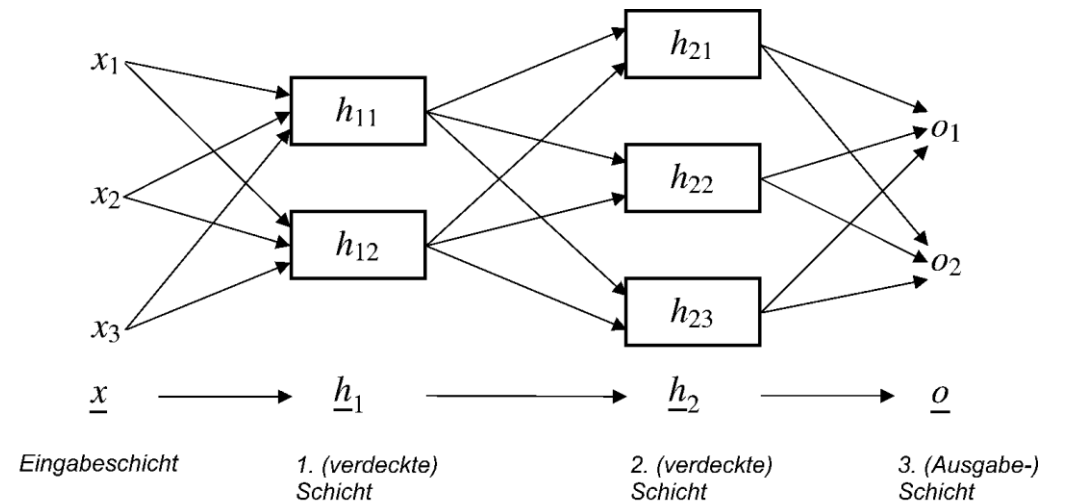 x1
x2
x3
h11
h12
h21
h22
h23
o1
o2
x h1 h2 o
Eingabeschicht
1. (verdeckte)
Schicht
2. (verdeckte)
Schicht
3. (Ausgabe-)
Schicht